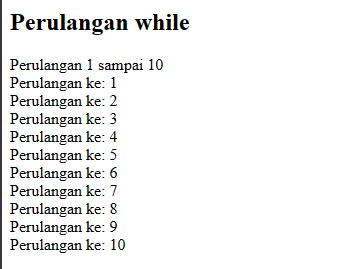 Perulangan while
Perulangan 1 sampai 10
Perulangan ke: 1
Perulangan ke: 2
Perulangan ke: 3
Perulangan ke: 4
Perulangan ke: 5
Perulangan ke: 6
Perulangan ke: 7
Perulangan ke: 8
Perulangan ke: 9
Perulangan ke: 10